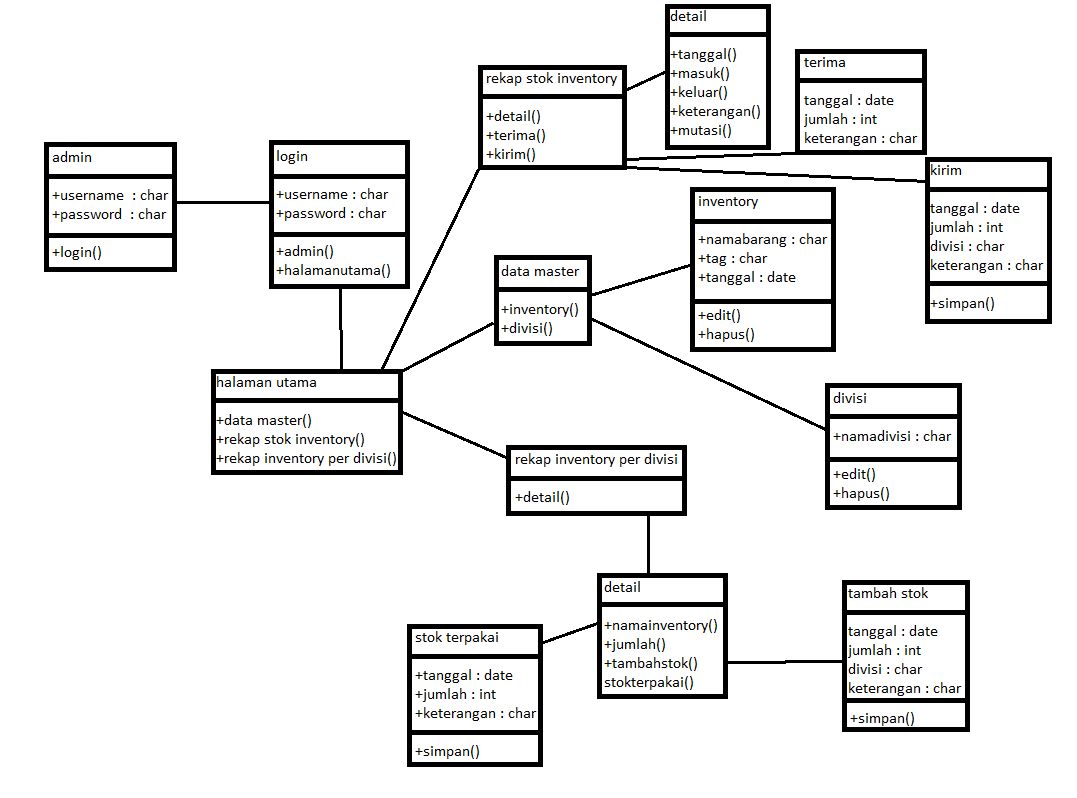 detail
+tanggal()
+masuk()
+keluar()
+keterangan()
+mutasi()
terima
tanggal : date
jumlah : int
keterangan : char
rekap stok inventory
+detail()
+terima()
+kirim()
admin
+username : char
+password : char
+login()
login
+username : char
+password : char
+admin()
+halamanutama()
kirim
tanggal : date
jumlah : int
divisi : char
keterangan : char
+simpan()
inventory
+namabarang : char
+tag : char
+tanggal : date
+edit()
+hapus()
data master
+inventory()
+divisi()
halaman utama
+data master()
+rekap stok inventory()
+rekap inventory per divisi()
divisi
+namadivisi : char
+edit()
+hapus()
rekap inventory per divisi
+detail()
detail
+namainventory()
+jumlah()
+tambahstok()
stokterpakai()
tambah stok
tanggal : date
jumlah : int
divisi : char
keterangan : char
+simpan()
stok terpakai
+tanggal : date
+jumlah : int
+keterangan : char
+simpan()